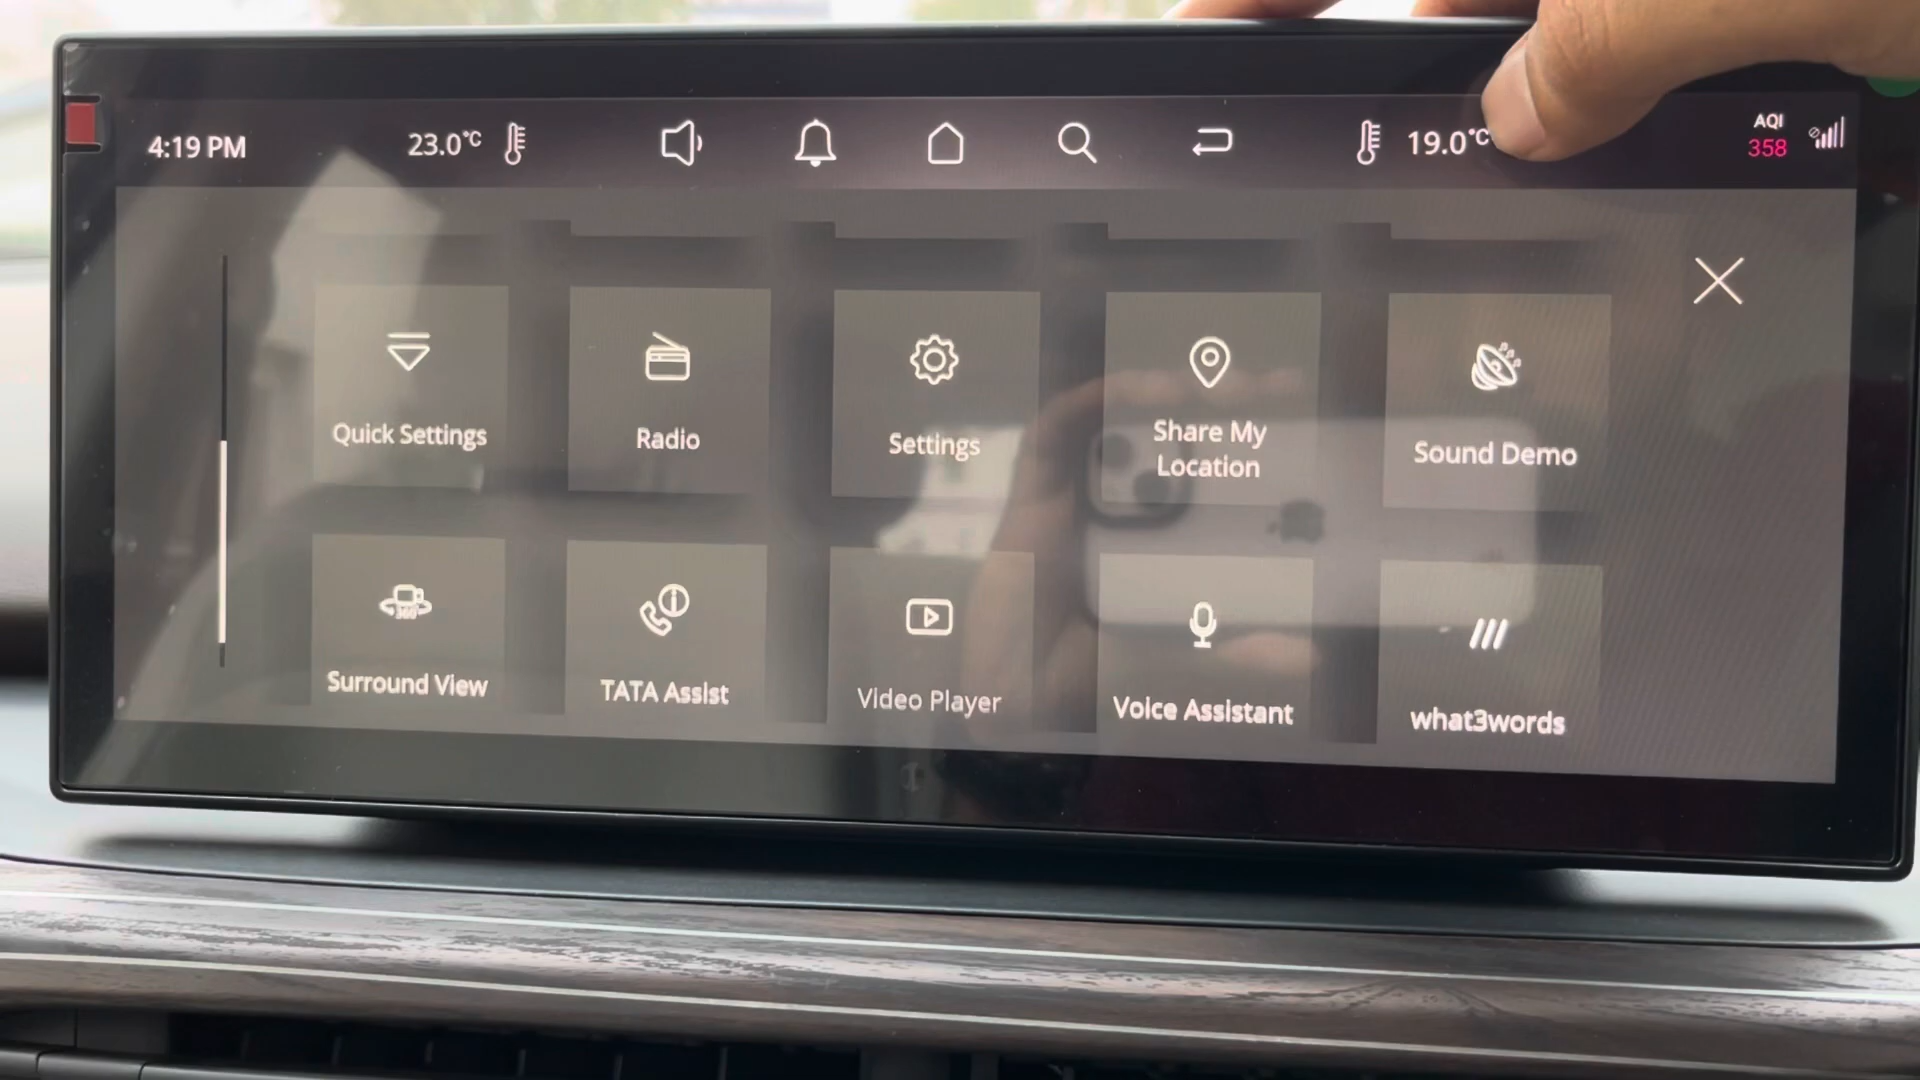 4:19 PM 23.0°C 19.0°C AQI
358
Quick Settings Radio Settings Share My
Location Sound Demo
360
Surround View TATA Assist Video Player Voice Assistant what3words